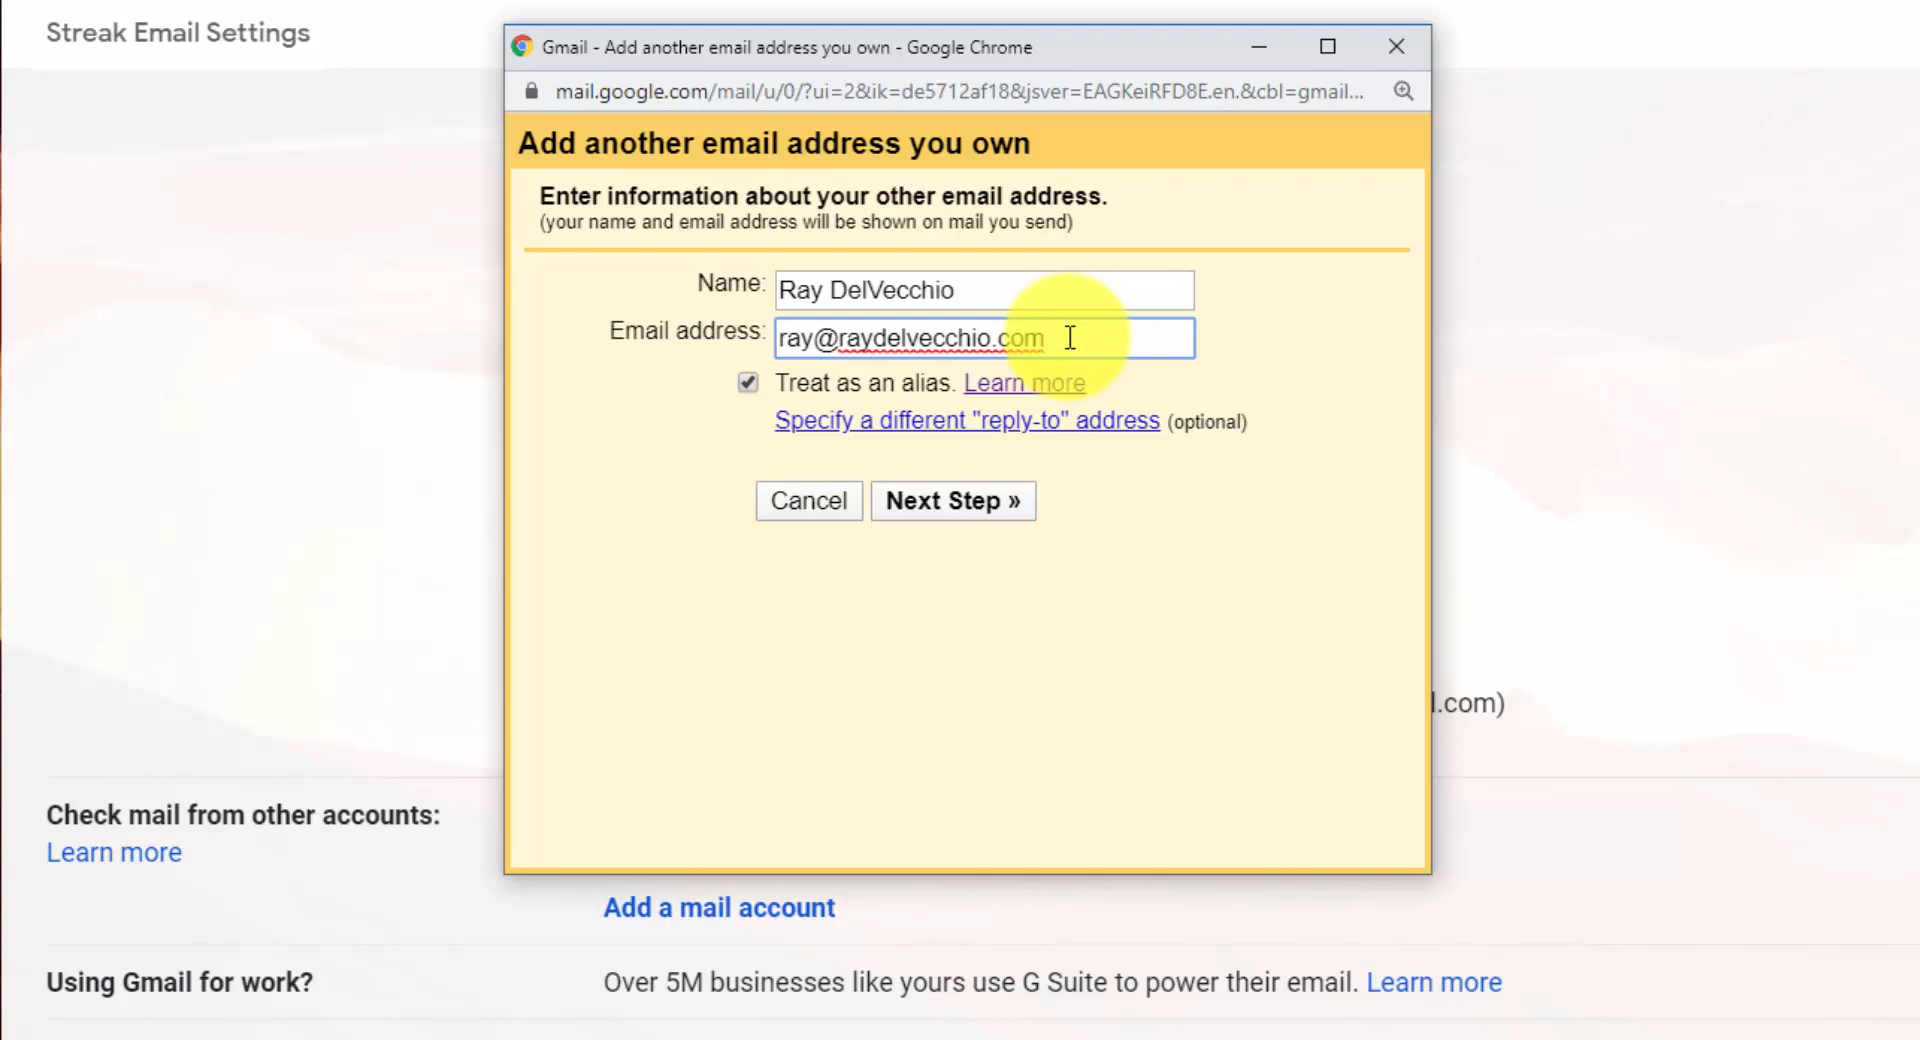 Streak Email Settings
Gmail - Add another email address you own - Google Chrome
mail.google.com/mail/u/0/?ui=2&ik=de5712af18&jsver=EAGKeiRFD8E.en.&cbl=gmail...
Add another email address you own
Enter information about your other email address.
(your name and email address will be shown on mail you send)
Name: Ray DelVecchio
Email address: ray@raydelvecchio.com
Treat as an alias. Learn more
Specify a different "reply-to" address (optional)
Cancel Next Step »
l.com)
Check mail from other accounts:
Learn more
Add a mail account
Using Gmail for work? Over 5M businesses like yours use G Suite to power their email. Learn more